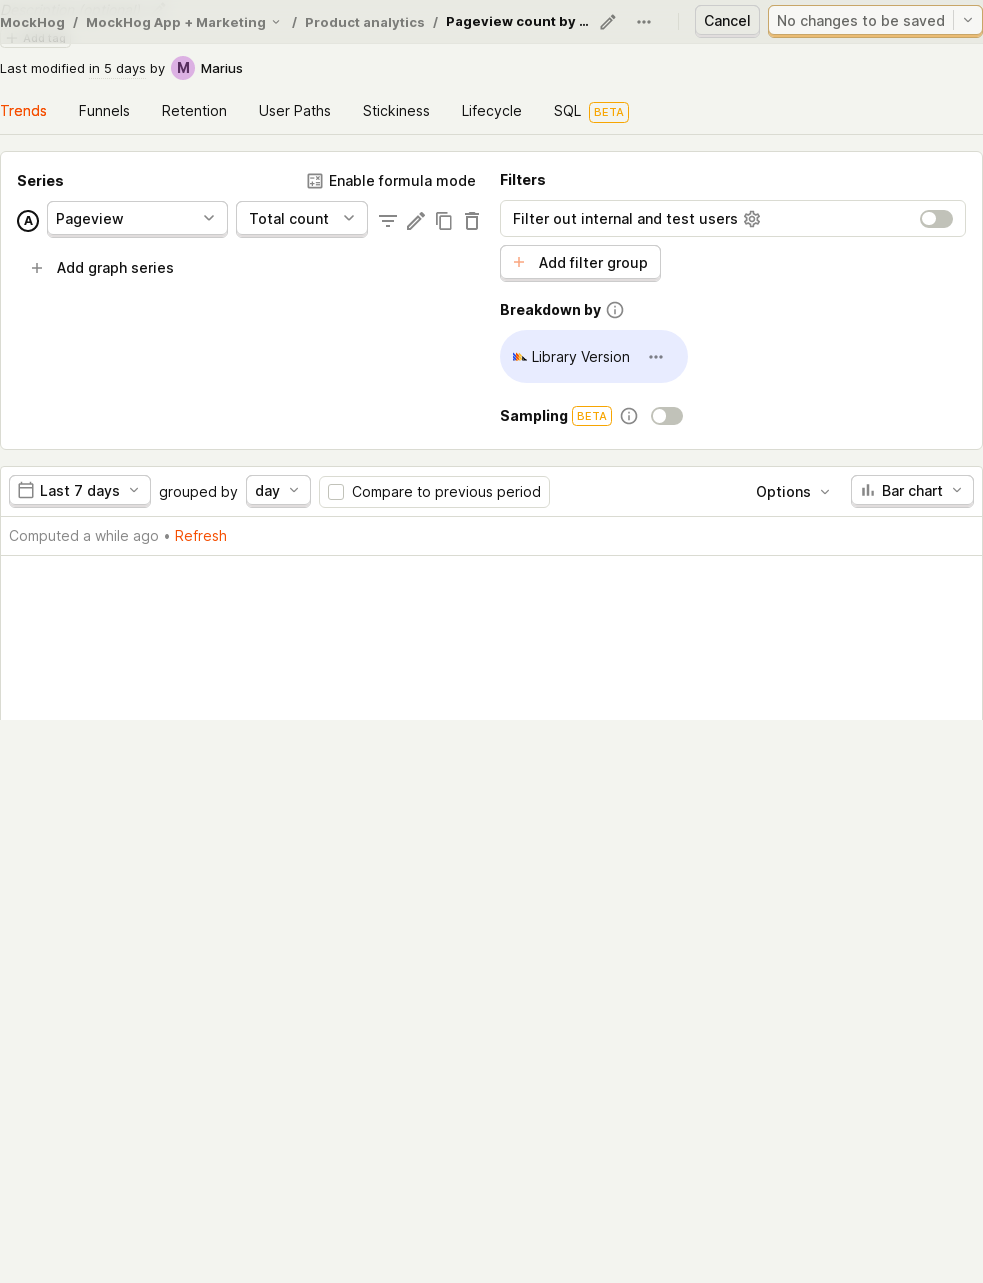 MockHog / MockHog App + Marketing / Product analytics / Pageview count by … Cancel No changes to be saved
Add tag
Last modified in 5 days by M Marius
Trends Funnels Retention User Paths Stickiness Lifecycle SQL BETA
Series Enable formula mode
A Pageview Total count
Add graph series
Filters
Filter out internal and test users
Add filter group
Breakdown by
Library Version
Sampling BETA
Last 7 days grouped by day Compare to previous period Options Bar chart
Computed a while ago • Refresh